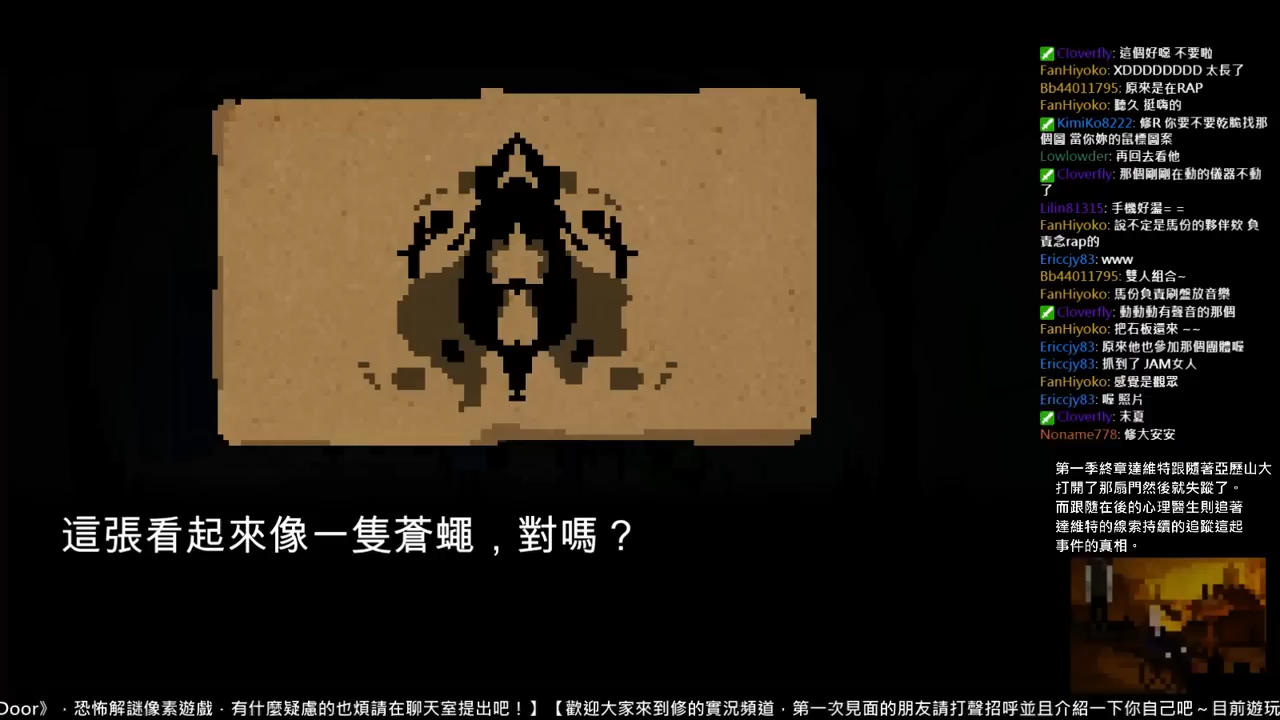 Cloverfly: 這個好噁 不要啦
FanHiyoko: XDDDDDDDD 太長了
Bb44011795: 原來是在RAP
FanHiyoko: 聽久 挺嗨的
KimiKo8222: 修R 你要不要乾脆找那
個圖 當你妳的鼠標圖案
Lowlowder: 再回去看他
Cloverfly: 那個剛剛在動的儀器不動
了
Lilin81315: 手機好燙= =
FanHiyoko: 說不定是馬份的夥伴欸 負
責念rap的
Ericcjy83: www
Bb44011795: 雙人組合~
FanHiyoko: 馬份負責刷盤放音樂
Cloverfly: 動動動有聲音的那個
FanHiyoko: 把石板還來 ~~
Ericcjy83: 原來他也參加那個團體喔
Ericcjy83: 抓到了 JAM女人
FanHiyoko: 感覺是觀眾
Ericcjy83: 喔 照片
Cloverfly: 末夏
Noname778: 修大安安
第一季終章達維特跟隨著亞歷山大
打開了那扇門然後就失蹤了。
而跟隨在後的心理醫生則追著
達維特的線索持續的追蹤這起
事件的真相。
這張看起來像一隻蒼蠅，對嗎？
Door》，恐怖解謎像素遊戲，有什麼疑慮的也煩請在聊天室提出吧！】【歡迎大家來到修的實況頻道，第一次見面的朋友請打聲招呼並且介紹一下你自己吧～目前遊玩